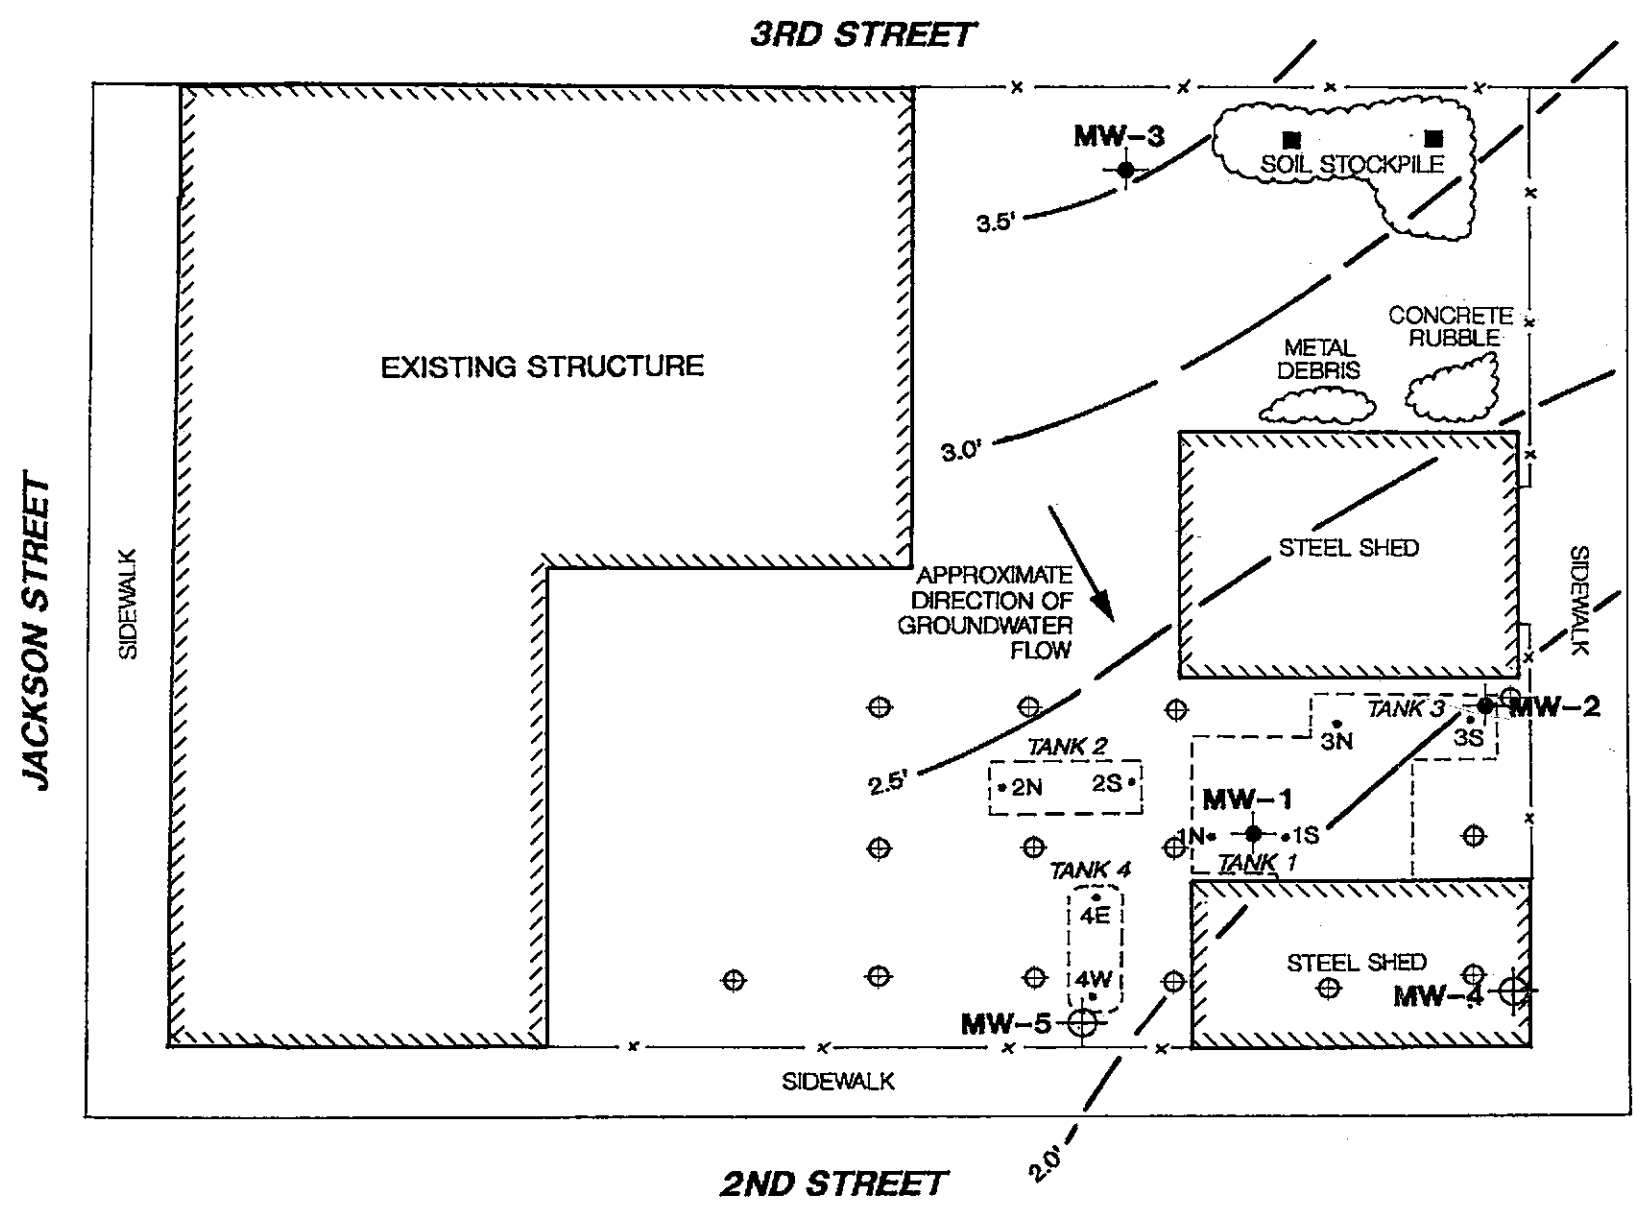 3RD STREET
MW-3
SOIL STOCKPILE
3.5'
CONCRETE
RUBBLE
METAL
DEBRIS
EXISTING STRUCTURE
3.0'
JACKSON STREET
SIDEWALK
STEEL SHED
SIDEWALK
APPROXIMATE
DIRECTION OF
GROUNDWATER
FLOW
TANK 3
MW-2
3N
3S
TANK 2
2.5'
2N
2S
MW-1
1N
1S
TANK 1
TANK 4
4E
4W
STEEL SHED
MW-4
MW-5
SIDEWALK
2.0'
2ND STREET